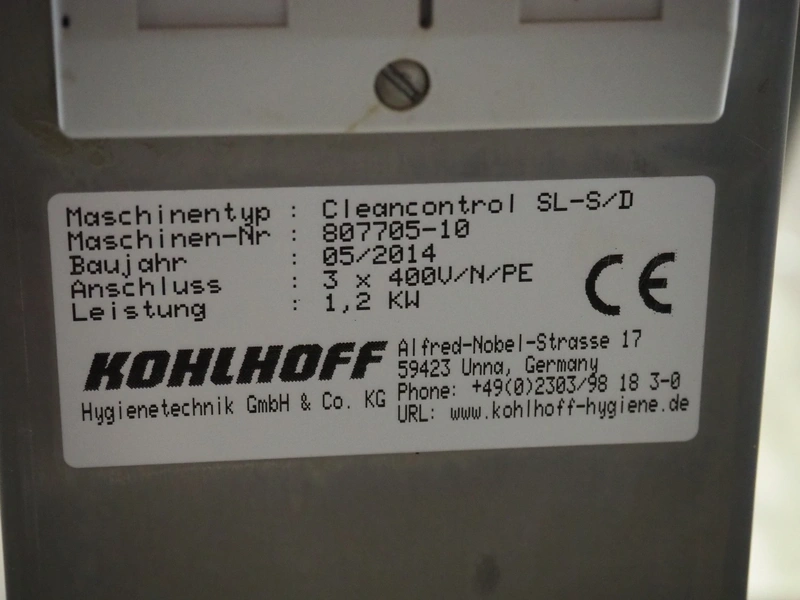 Maschinentyp : Cleancontrol SL-S/D
Maschinen-Nr : 807705-10
Baujahr : 05/2014
Anschluss : 3 x 400V/N/PE
Leistung : 1,2 KW
CE
KOHLHOFF
Hygienetechnik GmbH & Co. KG
Alfred-Nobel-Strasse 17
59423 Unna, Germany
Phone: +49(0)2303/98 18 3-0
URL: www.kohlhoff-hygiene.de